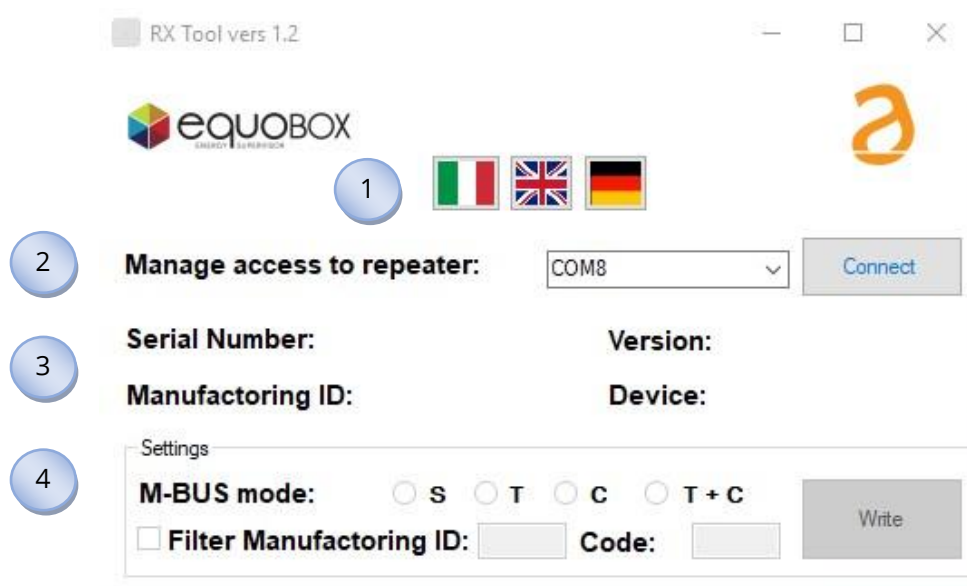 RX Tool vers 1.2
equoBOX
ENERGY SUPERVISOR
1
2
Manage access to repeater: COM8 Connect
Serial Number: Version:
3
Manufactoring ID: Device:
Settings
4
M-BUS mode: S T C T + C
Write
Filter Manufactoring ID: Code: